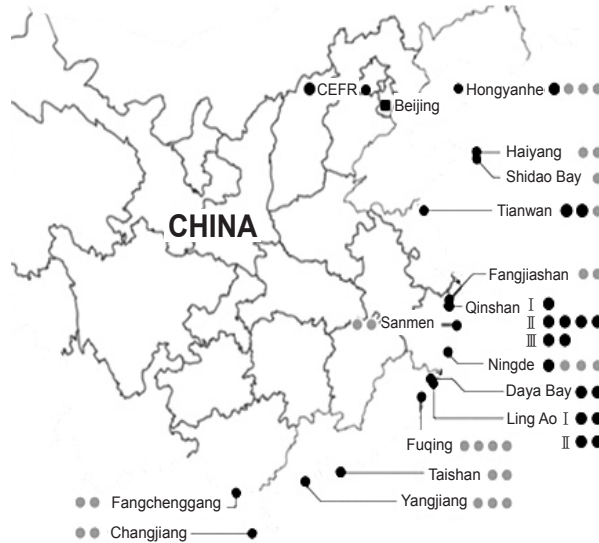 CEFR
Hongyanhe
Beijing
Haiyang
Shidao Bay
CHINA
Tianwan
Fangjiashan
Qinshan Ⅰ
Ⅱ
Sanmen
Ⅲ
Ningde
Daya Bay
Ling Ao Ⅰ
Ⅱ
Fuqing
Taishan
Yangjiang
Fangchenggang
Changjiang